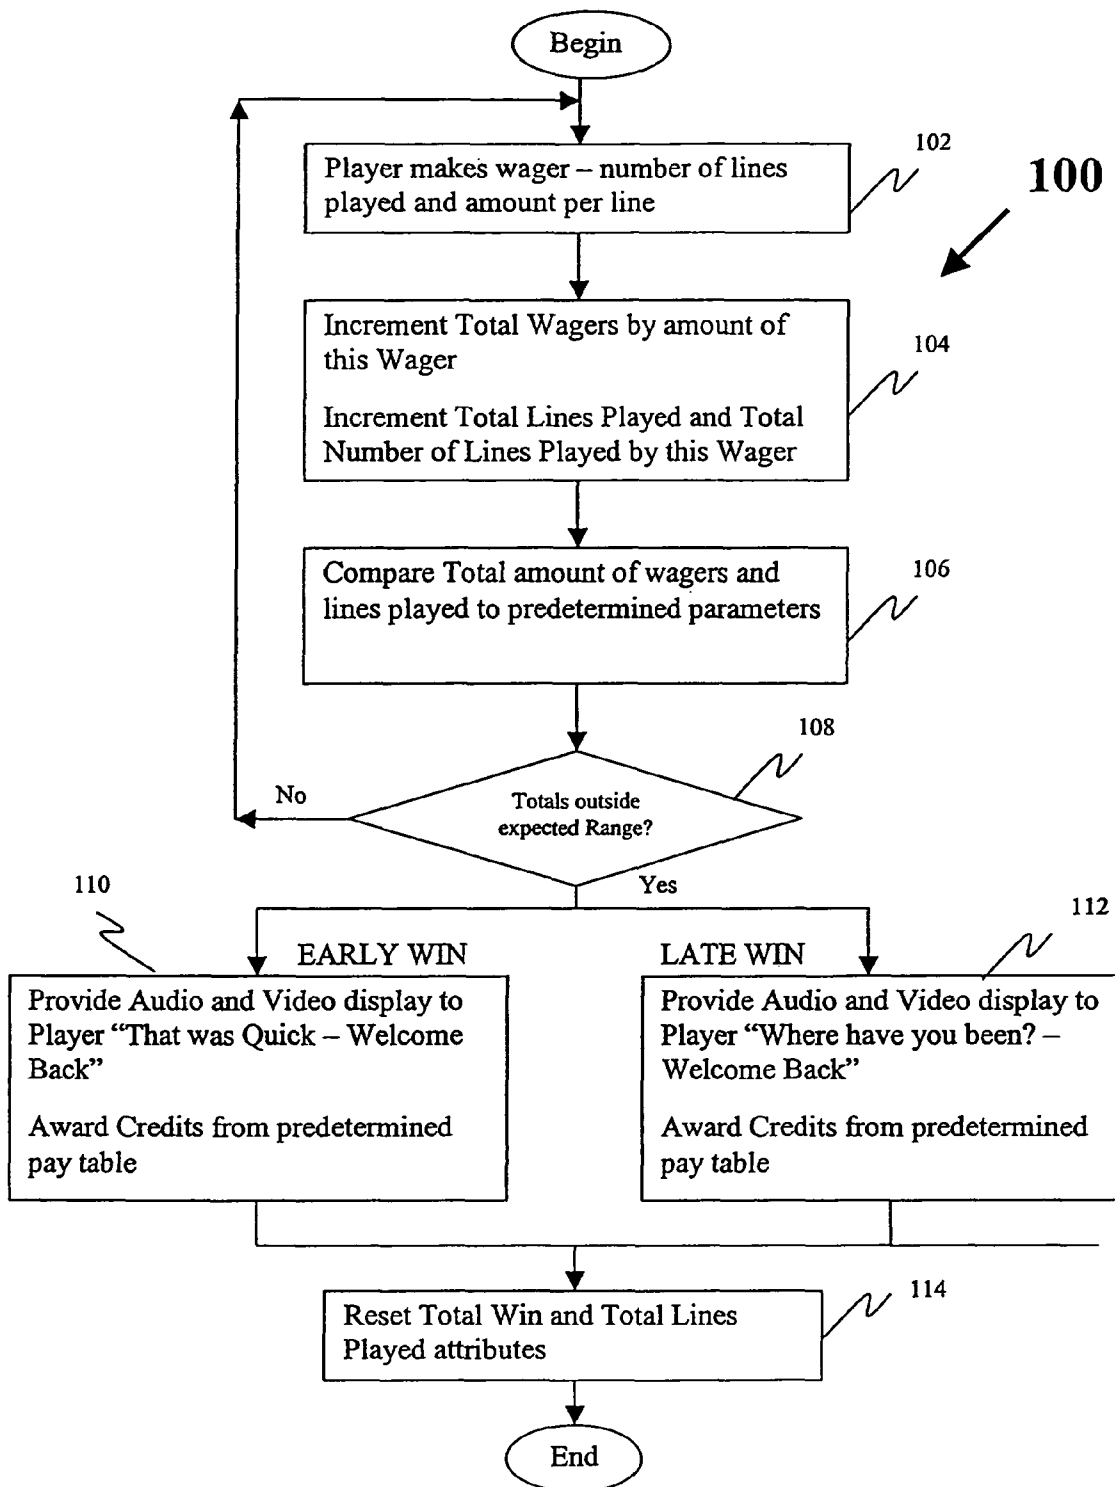 Begin
Player makes wager – number of lines
played and amount per line
102
100
Increment Total Wagers by amount of
this Wager
Increment Total Lines Played and Total
Number of Lines Played by this Wager
104
Compare Total amount of wagers and
lines played to predetermined parameters
106
108
Totals outside
expected Range?
No
Yes
110
EARLY WIN
Provide Audio and Video display to
Player “That was Quick – Welcome
Back”
Award Credits from predetermined
pay table
112
LATE WIN
Provide Audio and Video display to
Player “Where have you been? –
Welcome Back”
Award Credits from predetermined
pay table
Reset Total Win and Total Lines
Played attributes
114
End